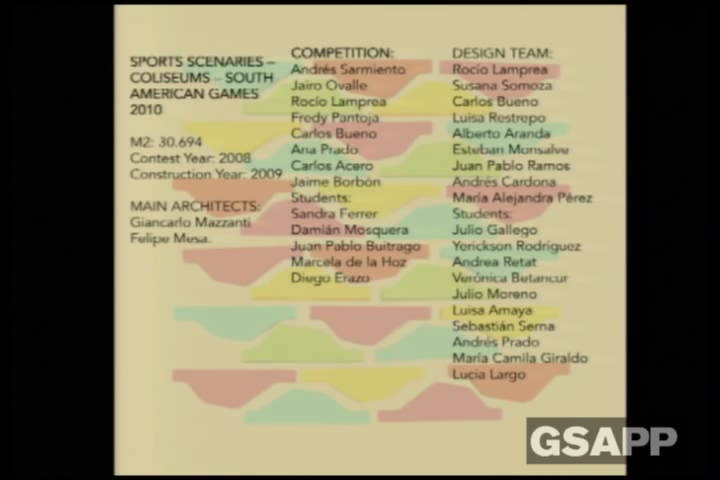 SPORTS SCENARIES –
COLISEUMS – SOUTH
AMERICAN GAMES
2010
M2: 30.694
Contest Year: 2008
Construction Year: 2009
MAIN ARCHITECTS:
Giancarlo Mazzanti
Felipe Mesa.
COMPETITION:
Andrés Sarmiento
Jairo Ovalle
Rocío Lamprea
Fredy Pantoja
Carlos Bueno
Ana Prado
Carlos Acero
Jaime Borbón
Students:
Sandra Ferrer
Damián Mosquera
Juan Pablo Buitrago
Marcela de la Hoz
Diego Erazo
DESIGN TEAM:
Rocío Lamprea
Susana Somoza
Carlos Bueno
Luisa Restrepo
Alberto Aranda
Esteban Monsalve
Juan Pablo Ramos
Andrés Cardona
María Alejandra Pérez
Students:
Julio Gallego
Yerickson Rodríguez
Andrea Retat
Verónica Betancur
Julio Moreno
Luisa Amaya
Sebastián Serna
Andrés Prado
María Camila Giraldo
Lucia Largo
GSAPP